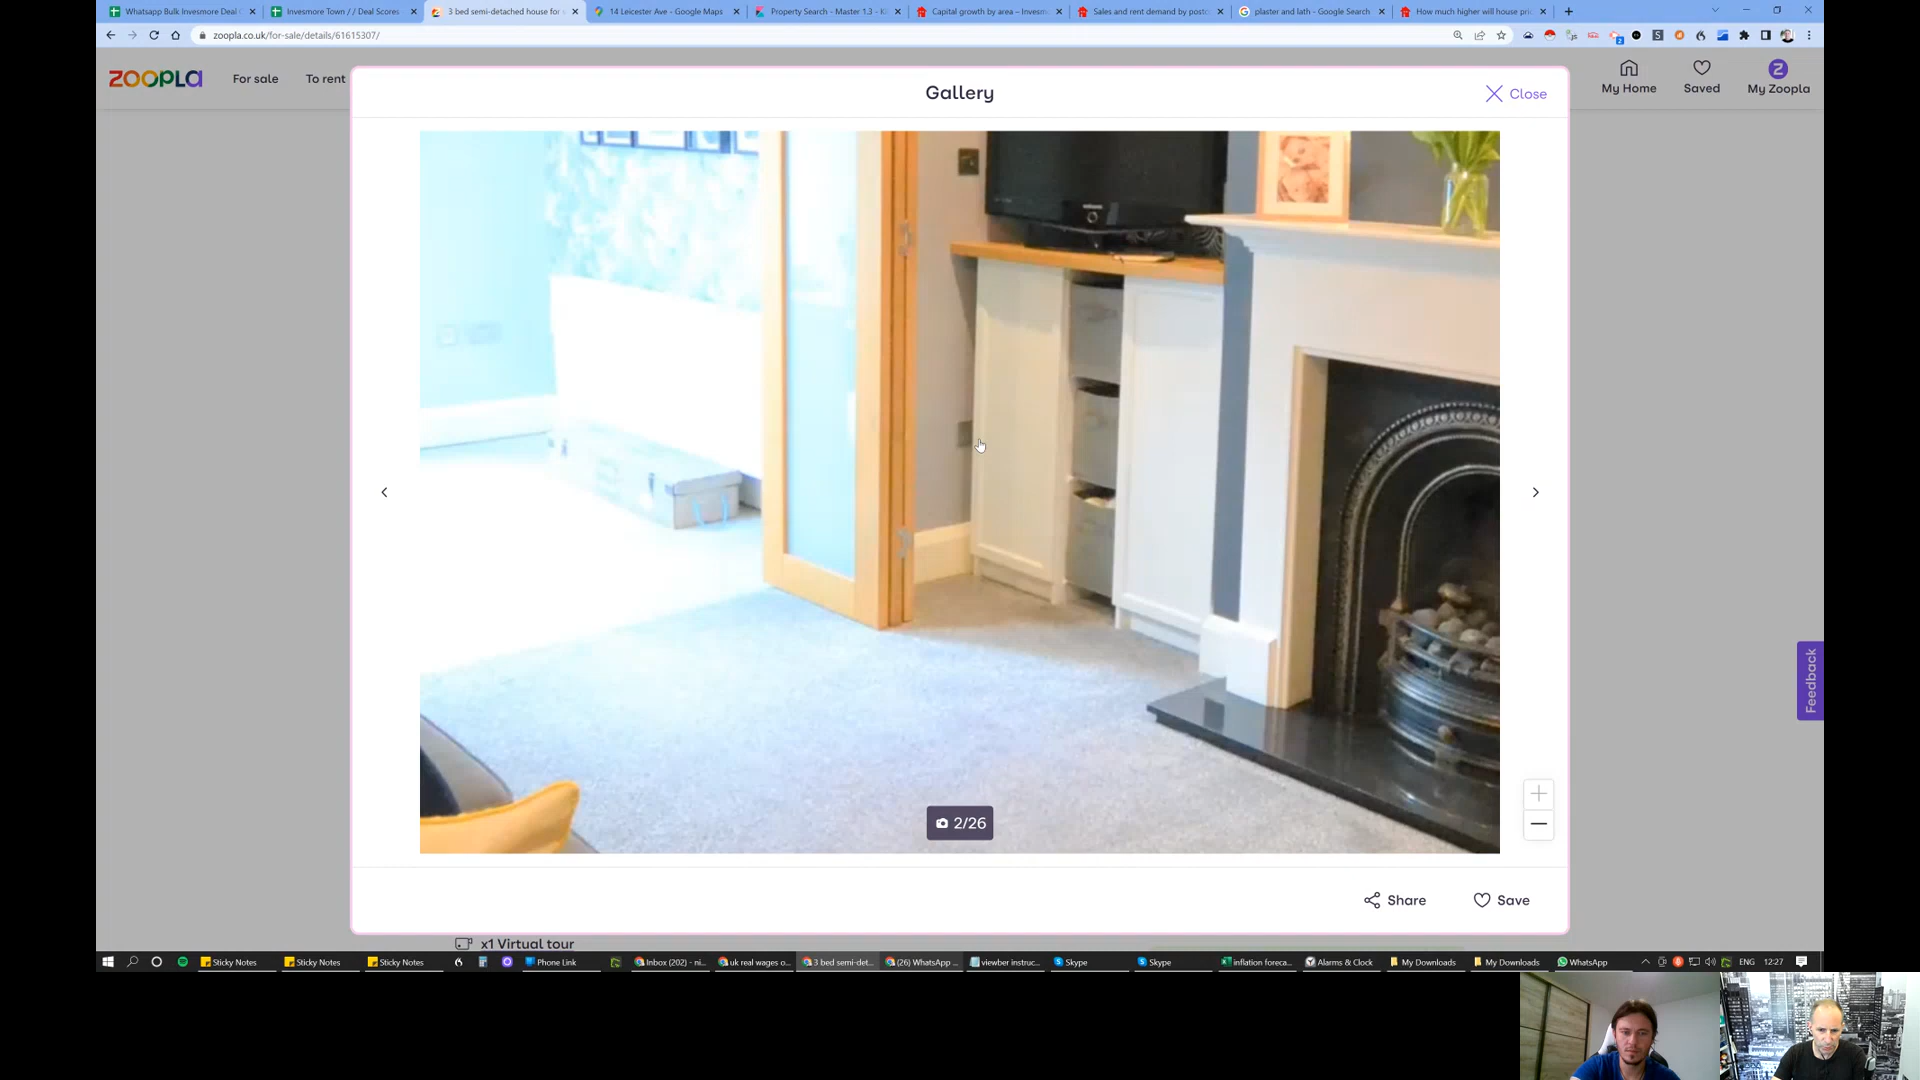 Whatsapp Bulk Invesmore Deal
Invesmore Town // Deal Scores
3 bed semi-detached house for s
14 Leicester Ave - Google Maps
Property Search - Master 1.3 - Ki
Capital growth by area – Invesm
Sales and rent demand by postc
plaster and lath - Google Search
How much higher will house pric
zoopla.co.uk/for-sale/details/61615307/
ZOOPLA
For sale
To rent
My Home
Saved
My Zoopla
Gallery
Close
2/26
Feedback
Share
Save
x1 Virtual tour
Sticky Notes
Sticky Notes
Sticky Notes
Phone Link
Inbox (202) - ni...
uk real wages o...
3 bed semi-det...
(26) WhatsApp ...
viewber instruc...
Skype
Skype
inflation foreca...
Alarms & Clock
My Downloads
My Downloads
WhatsApp
ENG
12:27